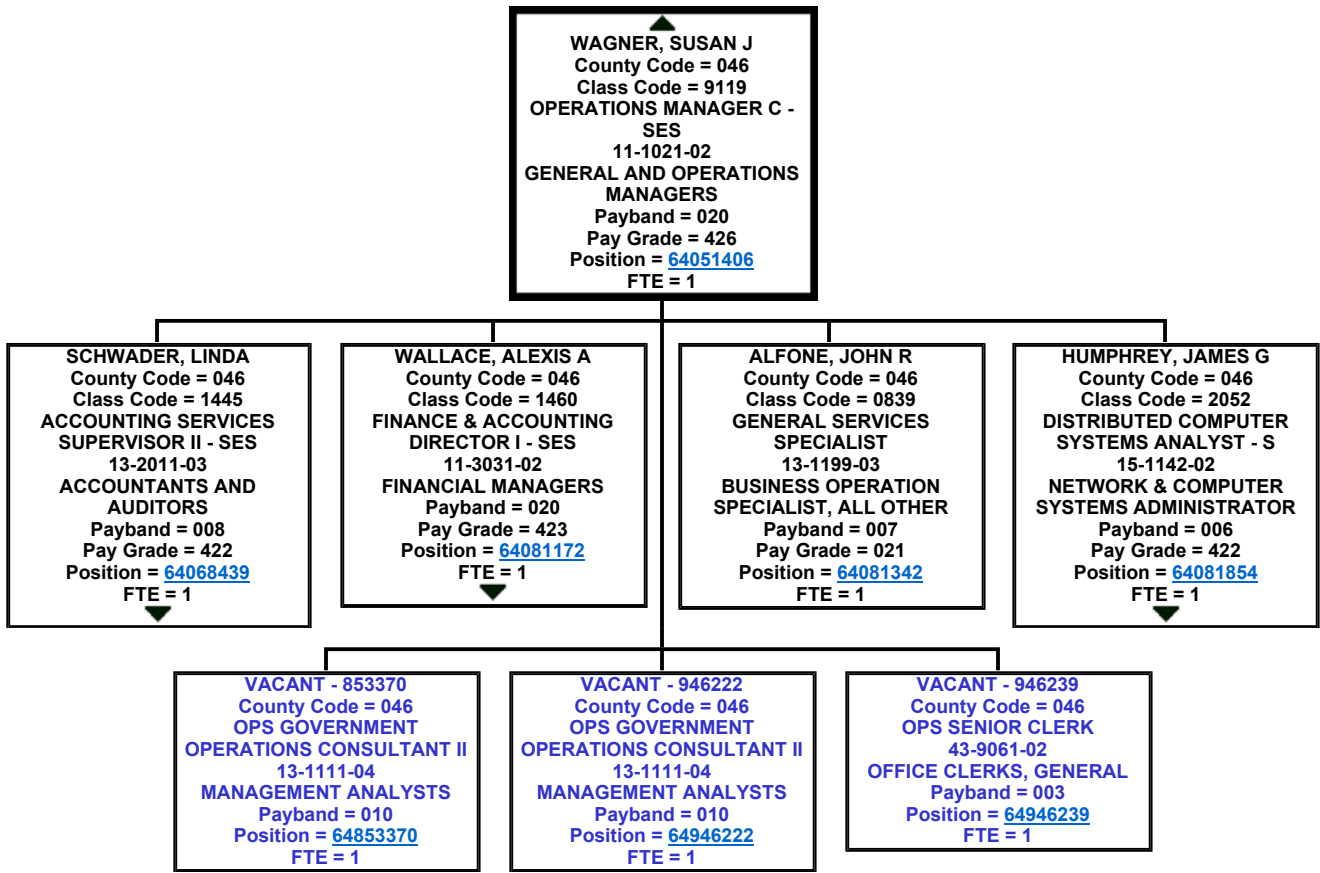 WAGNER, SUSAN J
County Code = 046
Class Code = 9119
OPERATIONS MANAGER C -
SES
11-1021-02
GENERAL AND OPERATIONS
MANAGERS
Payband = 020
Pay Grade = 426
Position = 64051406
FTE = 1
SCHWADER, LINDA
County Code = 046
Class Code = 1445
ACCOUNTING SERVICES
SUPERVISOR II - SES
13-2011-03
ACCOUNTANTS AND
AUDITORS
Payband = 008
Pay Grade = 422
Position = 64068439
FTE = 1
WALLACE, ALEXIS A
County Code = 046
Class Code = 1460
FINANCE & ACCOUNTING
DIRECTOR I - SES
11-3031-02
FINANCIAL MANAGERS
Payband = 020
Pay Grade = 423
Position = 64081172
FTE = 1
ALFONE, JOHN R
County Code = 046
Class Code = 0839
GENERAL SERVICES
SPECIALIST
13-1199-03
BUSINESS OPERATION
SPECIALIST, ALL OTHER
Payband = 007
Pay Grade = 021
Position = 64081342
FTE = 1
HUMPHREY, JAMES G
County Code = 046
Class Code = 2052
DISTRIBUTED COMPUTER
SYSTEMS ANALYST - S
15-1142-02
NETWORK & COMPUTER
SYSTEMS ADMINISTRATOR
Payband = 006
Pay Grade = 422
Position = 64081854
FTE = 1
VACANT - 853370
County Code = 046
OPS GOVERNMENT
OPERATIONS CONSULTANT II
13-1111-04
MANAGEMENT ANALYSTS
Payband = 010
Position = 64853370
FTE = 1
VACANT - 946222
County Code = 046
OPS GOVERNMENT
OPERATIONS CONSULTANT II
13-1111-04
MANAGEMENT ANALYSTS
Payband = 010
Position = 64946222
FTE = 1
VACANT - 946239
County Code = 046
OPS SENIOR CLERK
43-9061-02
OFFICE CLERKS, GENERAL
Payband = 003
Position = 64946239
FTE = 1